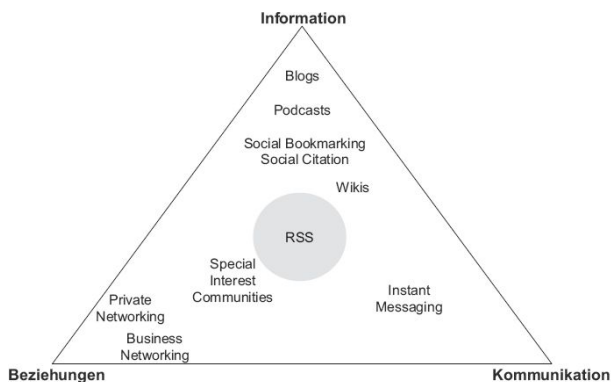 Information
Blogs
Podcasts
Social Bookmarking
Social Citation
Wikis
RSS
Special
Interest
Communities
Instant
Messaging
Private
Networking
Business
Networking
Beziehungen
Kommunikation